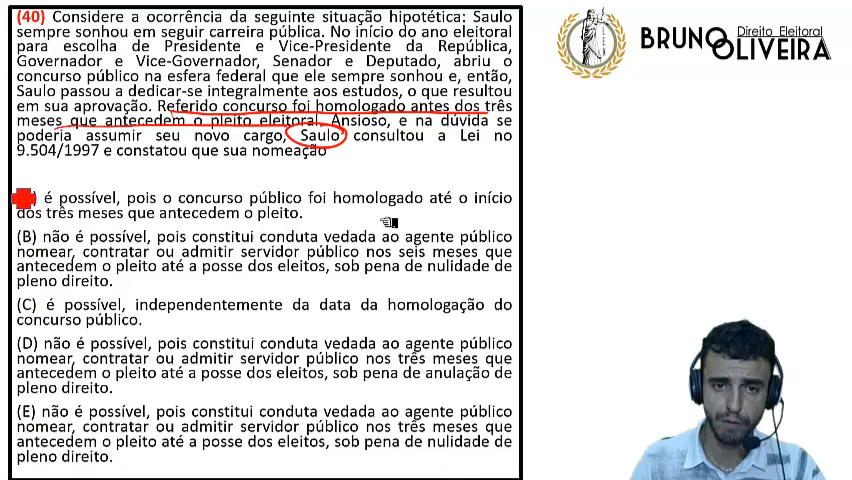 (40) Considere a ocorrência da seguinte situação hipotética: Saulo
sempre sonhou em seguir carreira pública. No início do ano eleitoral
para escolha de Presidente e Vice-Presidente da República,
Governador e Vice-Governador, Senador e Deputado, abriu o
concurso público na esfera federal que ele sempre sonhou e, então,
Saulo passou a dedicar-se integralmente aos estudos, o que resultou
em sua aprovação. Referido concurso foi homologado antes dos três
meses que antecedem o pleito eleitoral. Ansioso, e na dúvida se
poderia assumir seu novo cargo, Saulo consultou a Lei no
9.504/1997 e constatou que sua nomeação
) é possível, pois o concurso público foi homologado até o início
dos três meses que antecedem o pleito.
(B) não é possível, pois constitui conduta vedada ao agente público
nomear, contratar ou admitir servidor público nos seis meses que
antecedem o pleito até a posse dos eleitos, sob pena de nulidade de
pleno direito.
(C) é possível, independentemente da data da homologação do
concurso público.
(D) não é possível, pois constitui conduta vedada ao agente público
nomear, contratar ou admitir servidor público nos três meses que
antecedem o pleito até a posse dos eleitos, sob pena de anulação de
pleno direito.
(E) não é possível, pois constitui conduta vedada ao agente público
nomear, contratar ou admitir servidor público nos três meses que
antecedem o pleito até a posse dos eleitos, sob pena de nulidade de
pleno direito.
Direito Eleitoral
BRUNO
OLIVEIRA